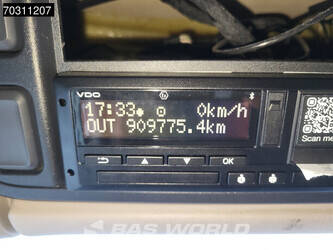 70311207
VDO
17:33 0km/h
OUT 909775.4km
OK
Scan me
BAS WORLD